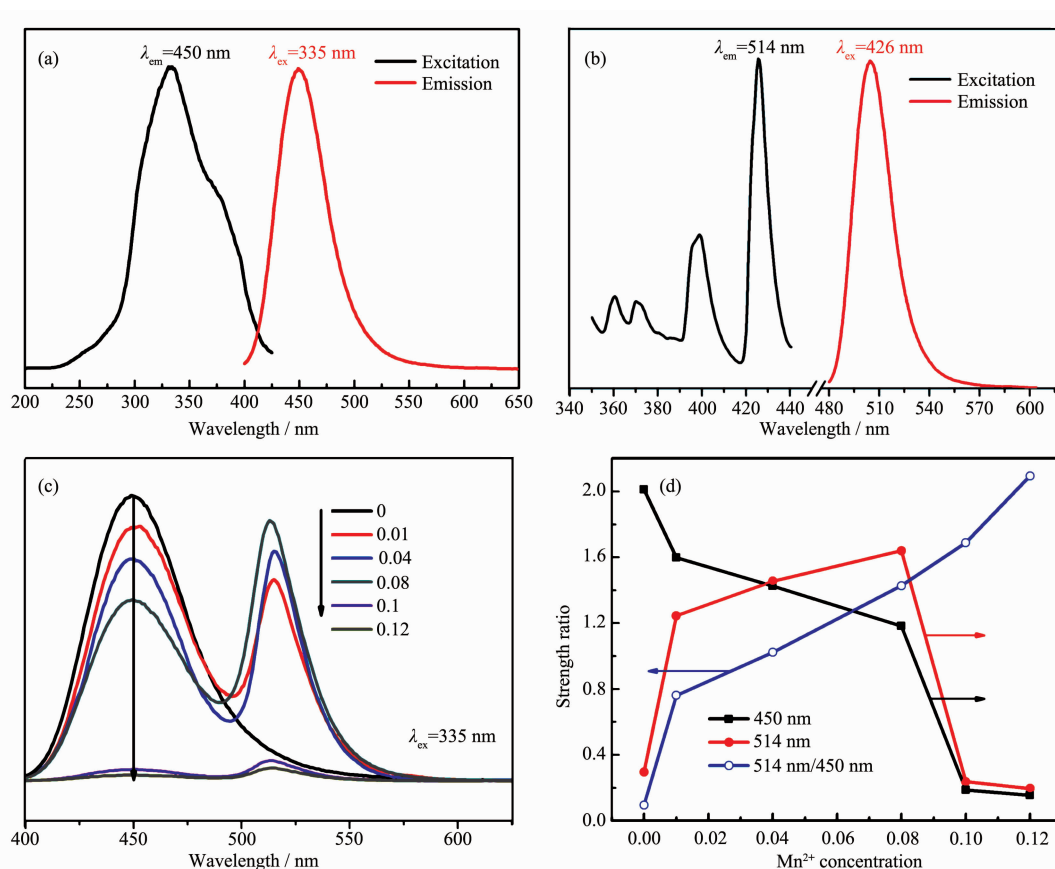 (a)
λem=450 nm
λex=335 nm
Excitation
Emission
200 250 300 350 400 450 500 550 600 650
Wavelength / nm
(b)
λem=514 nm
λex=426 nm
Excitation
Emission
340 360 380 400 420 440 480 510 540 570 600
Wavelength / nm
(c)
0
0.01
0.04
0.08
0.1
0.12
λex=335 nm
400 450 500 550 600
Wavelength / nm
(d)
Strength ratio
2.0
1.6
1.2
0.8
0.4
0.0
450 nm
514 nm
514 nm/450 nm
0.00 0.02 0.04 0.06 0.08 0.10 0.12
Mn2+ concentration